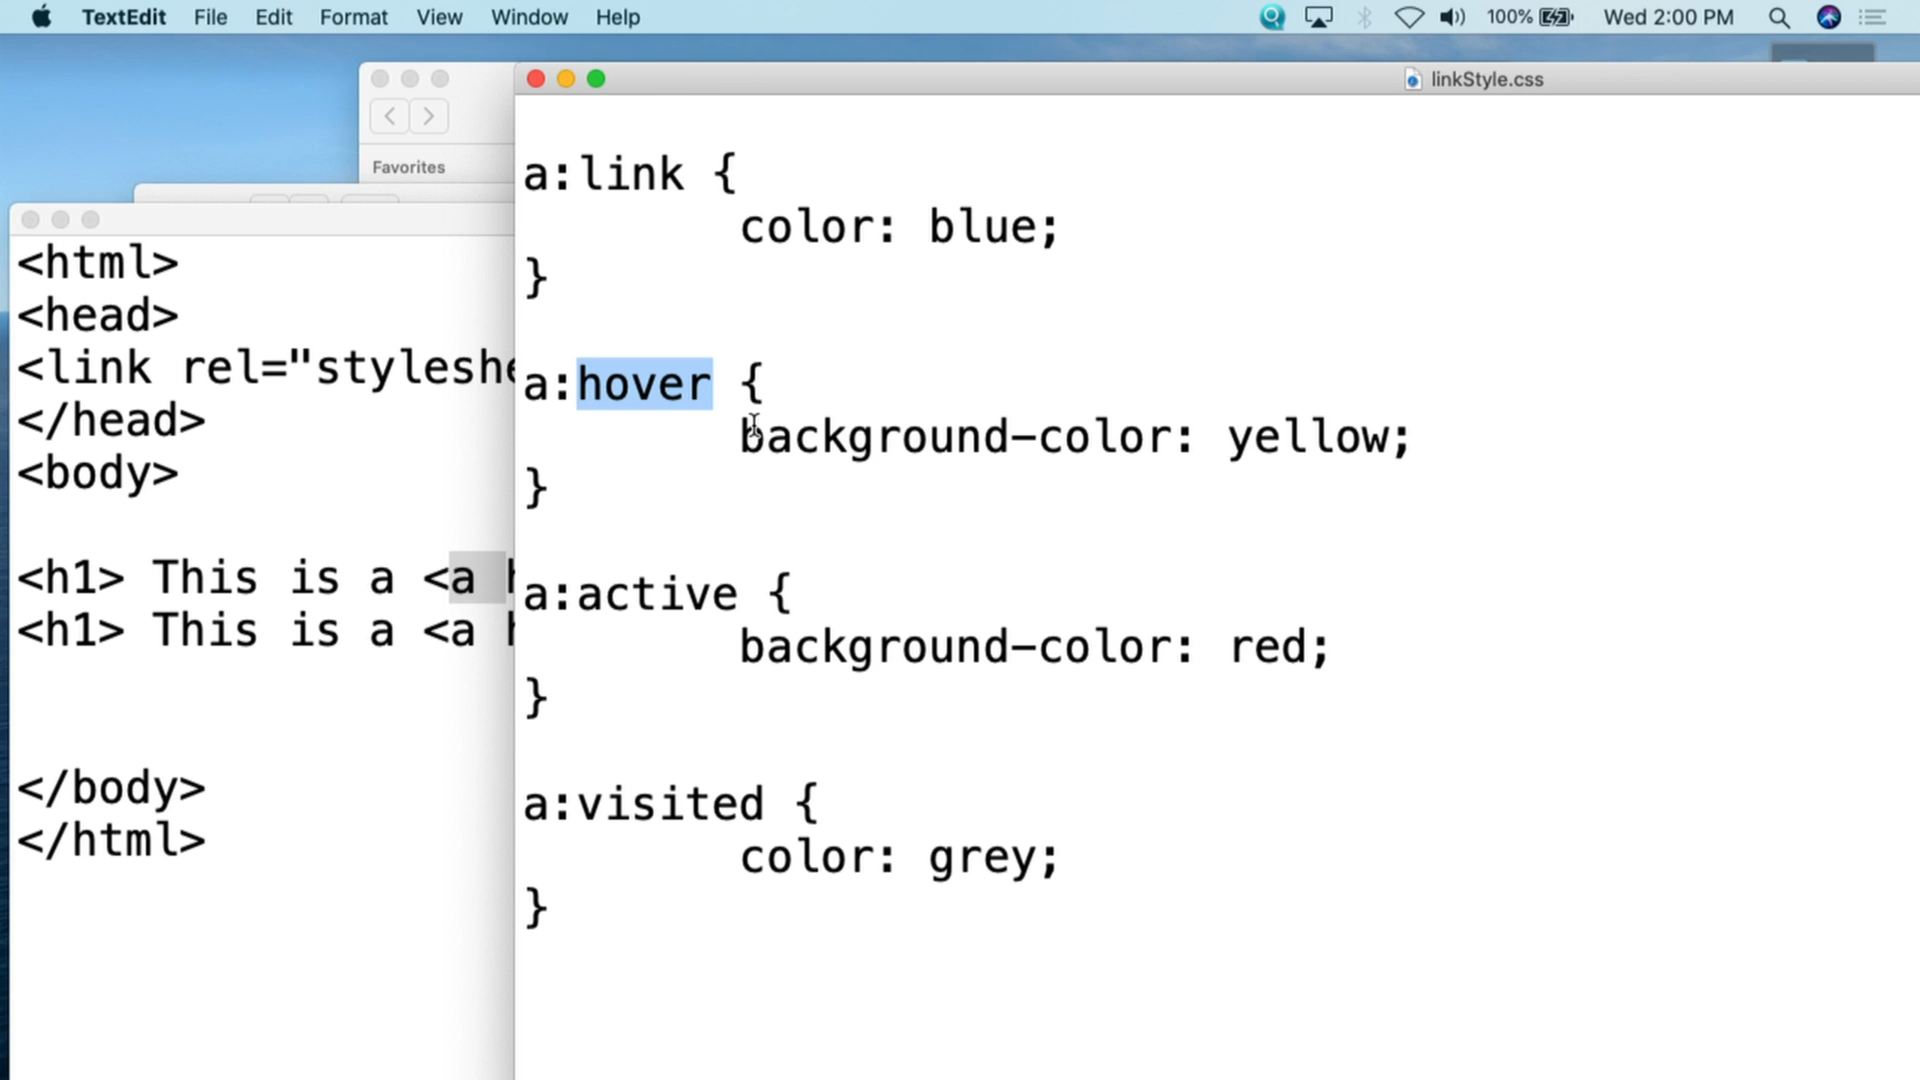 TextEdit File Edit Format View Window Help 100% Wed 2:00 PM
linkStyle.css
Favorites
<html>
<head>
<link rel="styleshe
</head>
<body>
<h1> This is a <a h
<h1> This is a <a h
</body>
</html>
a:link {
color: blue;
}
a:hover {
background-color: yellow;
}
a:active {
background-color: red;
}
a:visited {
color: grey;
}